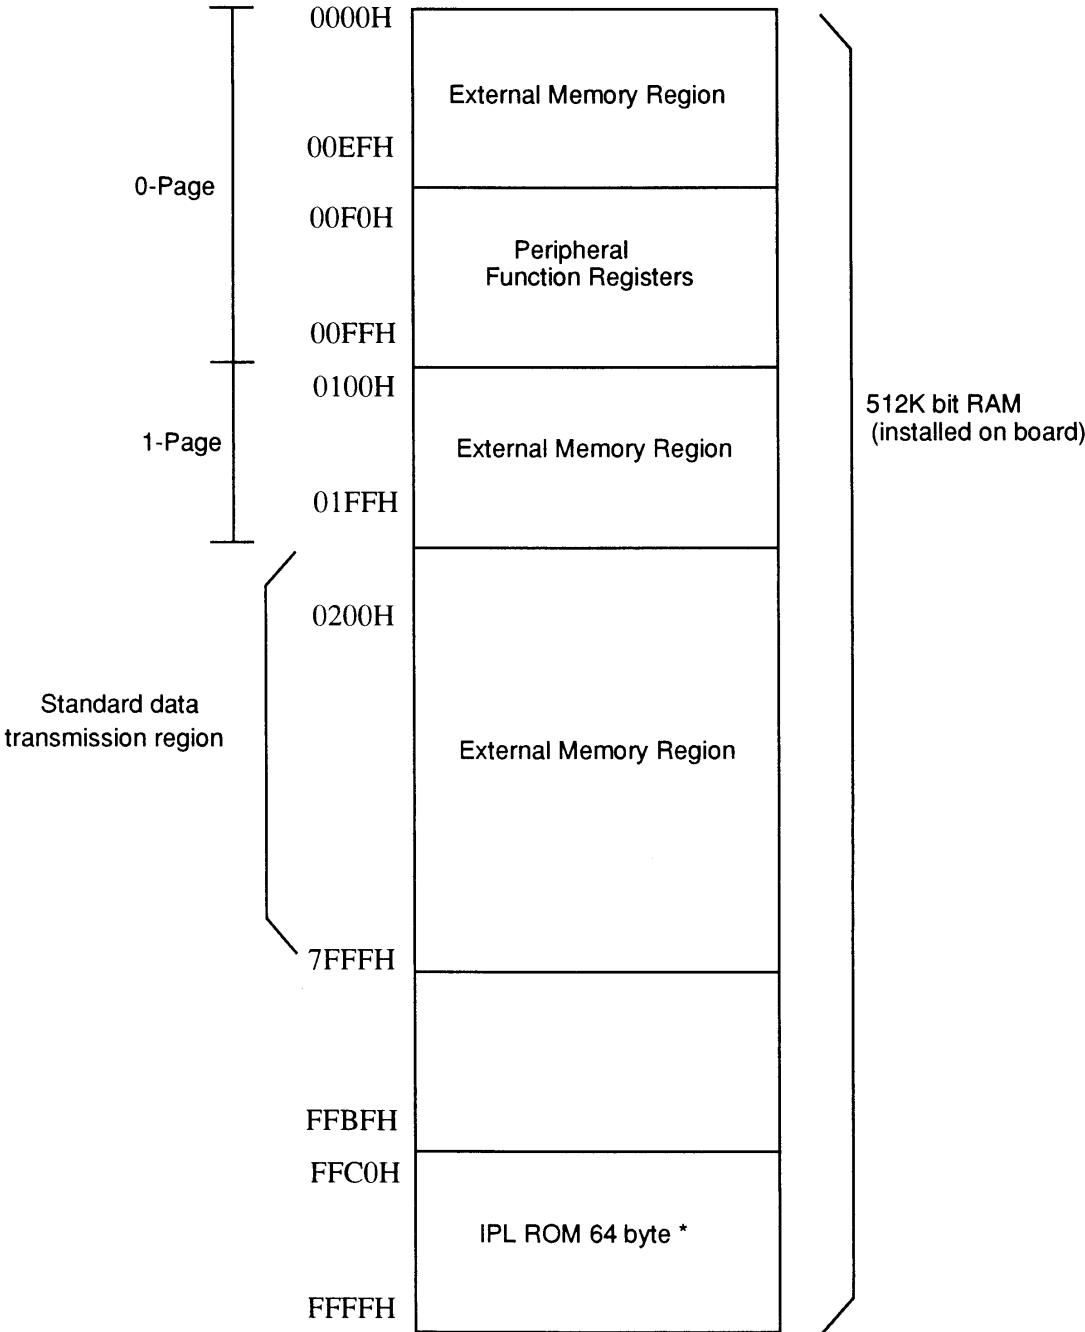 0000H
External Memory Region
00EFH
0-Page
00F0H
Peripheral
Function Registers
00FFH
0100H
512K bit RAM
(installed on board)
1-Page
External Memory Region
01FFH
0200H
Standard data
transmission region
External Memory Region
7FFFH
FFBFH
FFC0H
IPL ROM 64 byte *
FFFFH